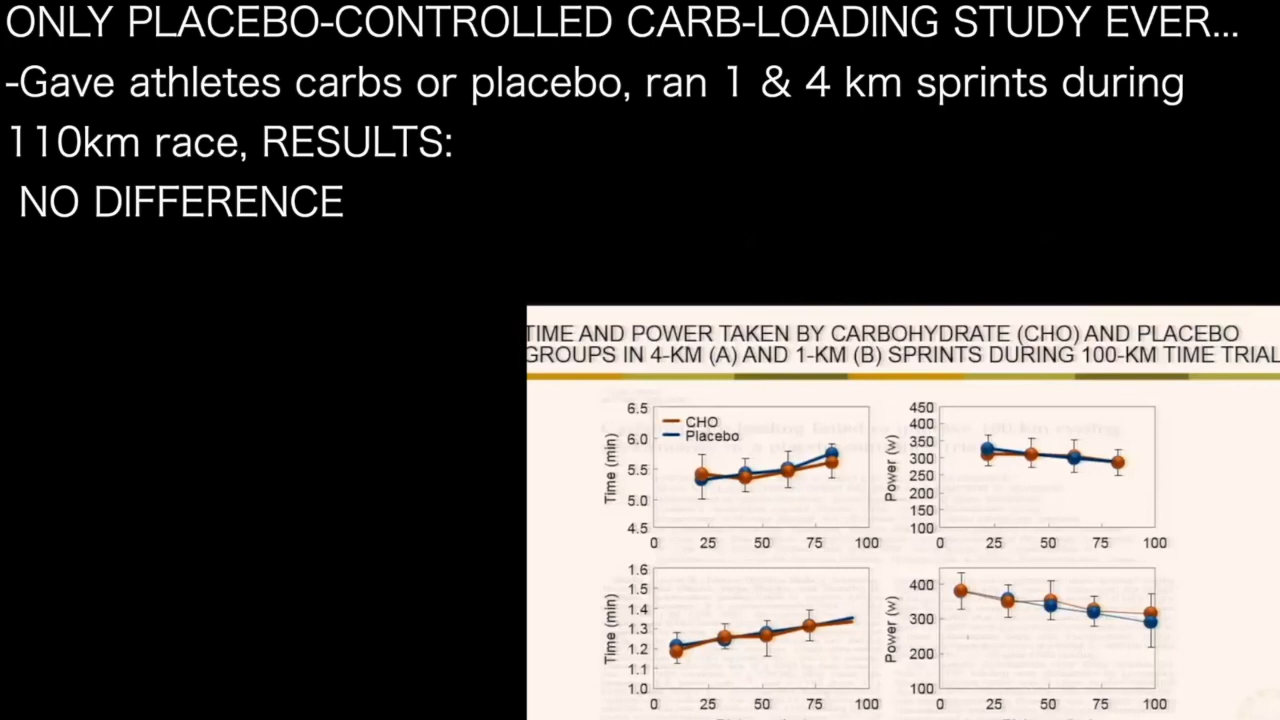 ONLY PLACEBO-CONTROLLED CARB-LOADING STUDY EVER...
-Gave athletes carbs or placebo, ran 1 & 4 km sprints during
110km race, RESULTS:
NO DIFFERENCE
TIME AND POWER TAKEN BY CARBOHYDRATE (CHO) AND PLACEBO
GROUPS IN 4-KM (A) AND 1-KM (B) SPRINTS DURING 100-KM TIME TRIAL
CHO
Placebo
Time (min)
6.5
6.0
5.5
5.0
4.5
0 25 50 75 100
Power (w)
450
400
350
300
250
200
150
100
0 25 50 75 100
Time (min)
1.6
1.5
1.4
1.3
1.2
1.1
1.0
0 25 50 75 100
Power (w)
400
300
200
100
0 25 50 75 100